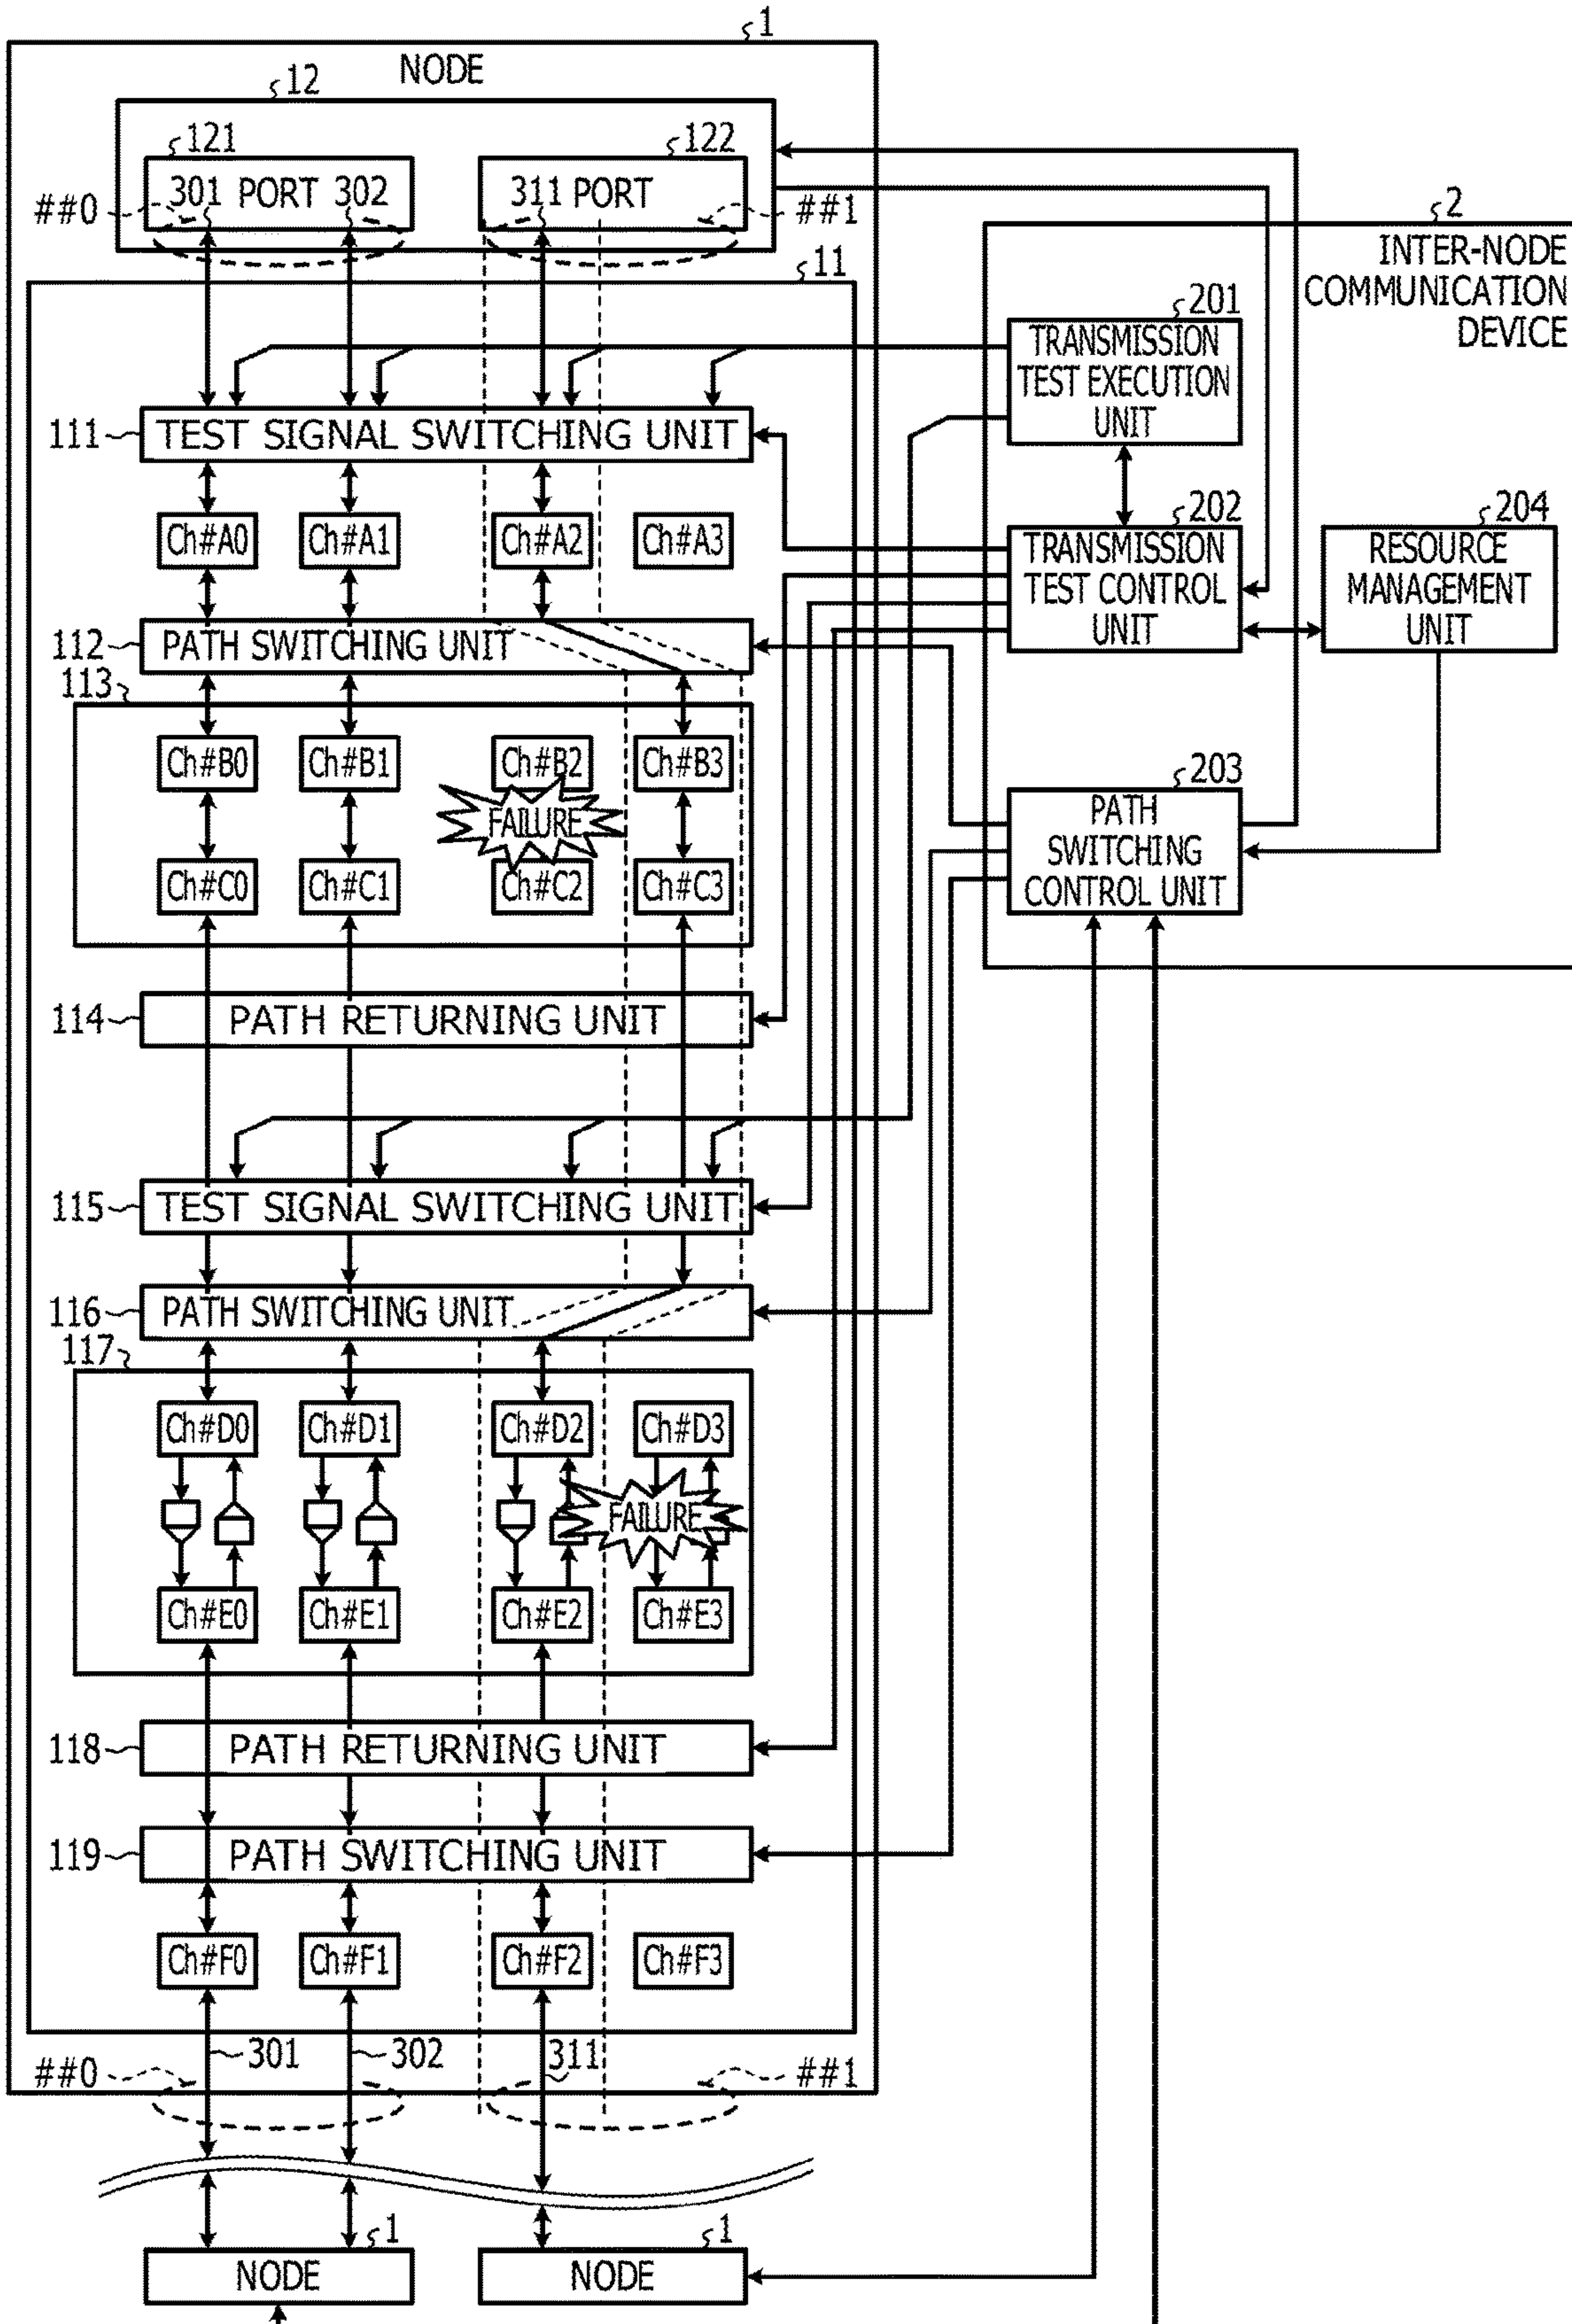 1
NODE
12
121
122
301 PORT 302
311 PORT
##0
##1
2
INTER-NODE
COMMUNICATION
DEVICE
11
201
TRANSMISSION
TEST EXECUTION
UNIT
111
TEST SIGNAL SWITCHING UNIT
202
204
Ch#A0
Ch#A1
Ch#A2
Ch#A3
TRANSMISSION
TEST CONTROL
UNIT
RESOURCE
MANAGEMENT
UNIT
112
PATH SWITCHING UNIT
113
Ch#B0
Ch#B1
Ch#B2
Ch#B3
203
PATH
SWITCHING
CONTROL UNIT
FAILURE
Ch#C0
Ch#C1
Ch#C2
Ch#C3
114
PATH RETURNING UNIT
115
TEST SIGNAL SWITCHING UNIT
116
PATH SWITCHING UNIT
117
Ch#D0
Ch#D1
Ch#D2
Ch#D3
FAILURE
Ch#E0
Ch#E1
Ch#E2
Ch#E3
118
PATH RETURNING UNIT
119
PATH SWITCHING UNIT
Ch#F0
Ch#F1
Ch#F2
Ch#F3
301
302
311
##0
##1
1
1
NODE
NODE